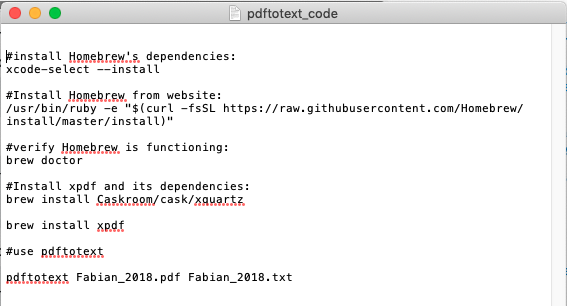 pdftotext_code
#install Homebrew's dependencies:
xcode-select --install
#Install Homebrew from website:
/usr/bin/ruby -e "$(curl -fsSL https://raw.githubusercontent.com/Homebrew/
install/master/install)"
#verify Homebrew is functioning:
brew doctor
#Install xpdf and its dependencies:
brew install Caskroom/cask/xquartz
brew install xpdf
#use pdftotext
pdftotext Fabian_2018.pdf Fabian_2018.txt